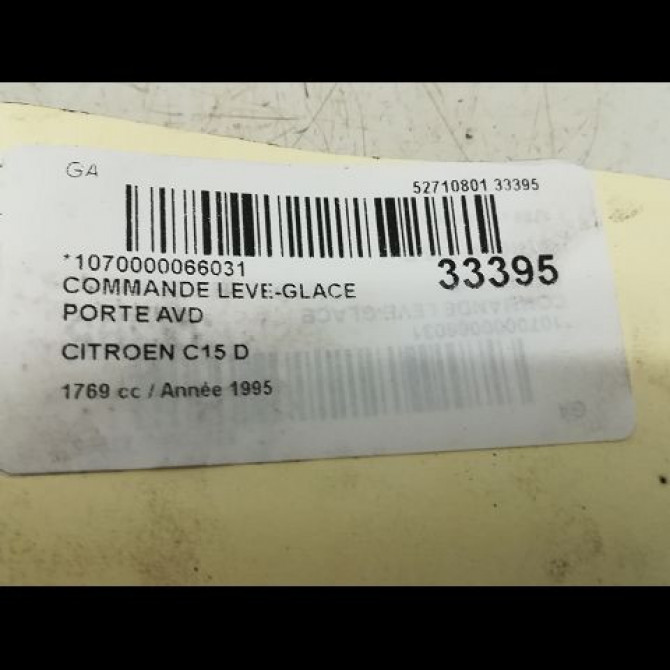 GA
52710801 33395
*1070000066031
33395
COMMANDE LEVE-GLACE
PORTE AVD
CITROEN C15 D
1769 cc / Année 1995